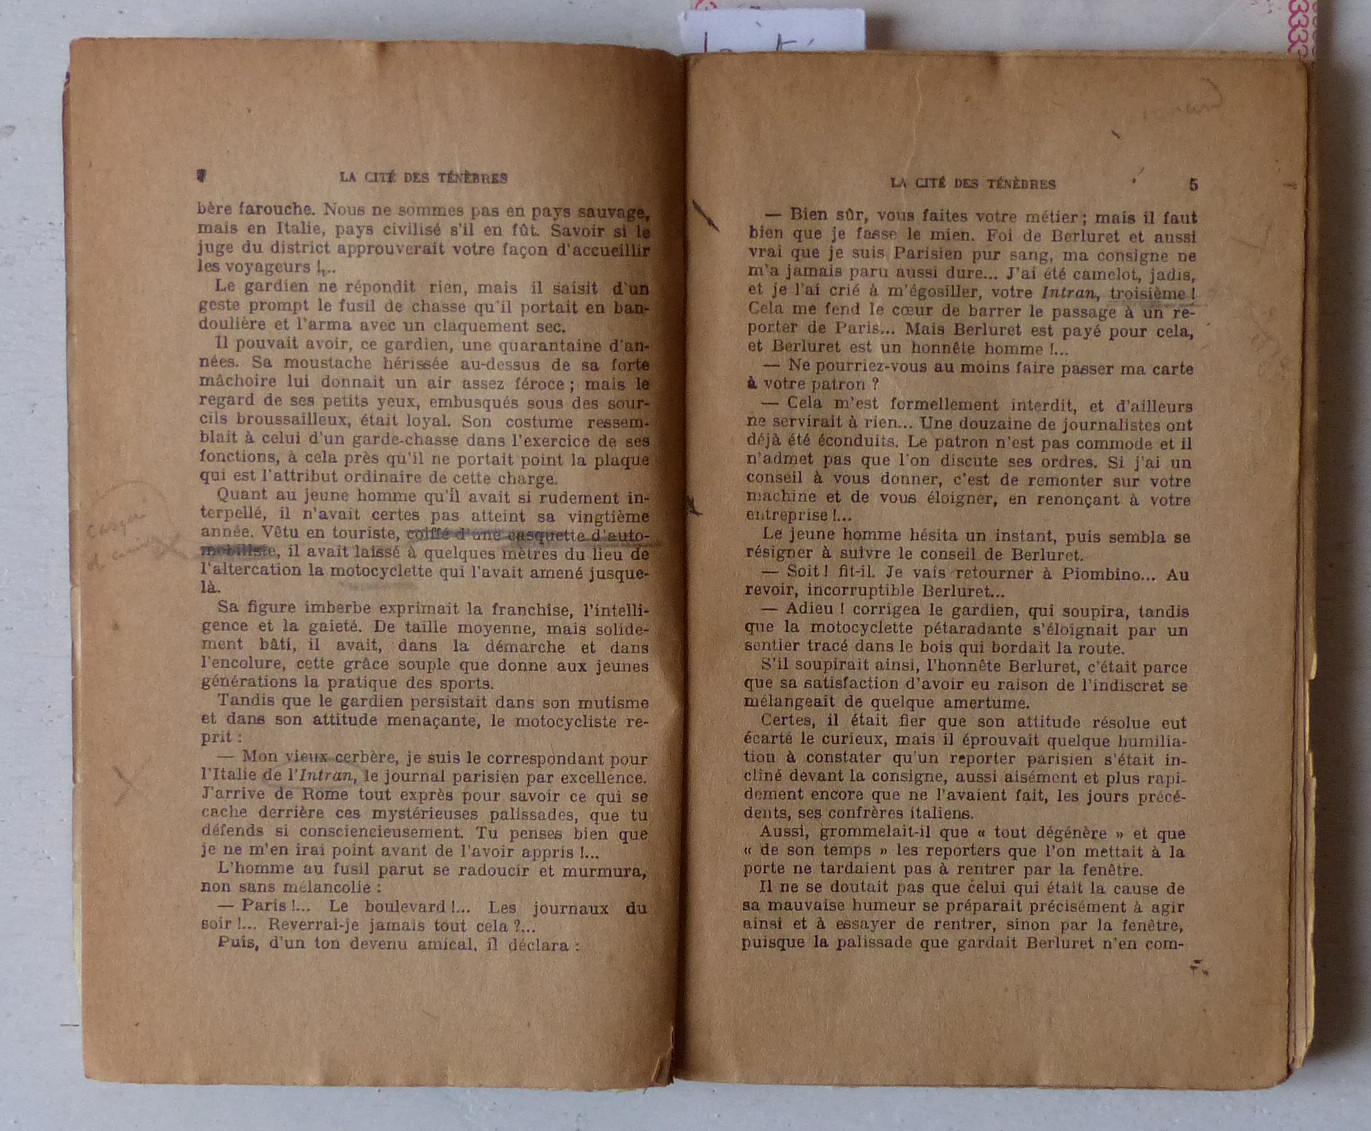 LA CITÉ DES TÉNÈBRES
bère farouche. Nous ne sommes pas en pays sauvage,
mais en Italie, pays civilisé s'il en fût. Savoir si le
juge du district approuverait votre façon d'accueillir
les voyageurs !...
Le gardien ne répondit rien, mais il saisit d'un
geste prompt le fusil de chasse qu'il portait en ban-
doulière et l'arma avec un claquement sec.
Il pouvait avoir, ce gardien, une quarantaine d'an-
nées. Sa moustache hérissée au-dessus de sa forte
mâchoire lui donnait un air assez féroce ; mais le
regard de ses petits yeux, embusqués sous des sour-
cils broussailleux, était loyal. Son costume ressem-
blait à celui d'un garde-chasse dans l'exercice de ses
fonctions, à cela près qu'il ne portait point la plaque
qui est l'attribut ordinaire de cette charge.
Quant au jeune homme qu'il avait si rudement in-
terpellé, il n'avait certes pas atteint sa vingtième
année. Vêtu en touriste, coiffé d'une casquette d'auto-
mobiliste, il avait laissé à quelques mètres du lieu de
l'altercation la motocyclette qui l'avait amené jusque-
là.
Sa figure imberbe exprimait la franchise, l'intelli-
gence et la gaieté. De taille moyenne, mais solide-
ment bâti, il avait, dans la démarche et dans
l'encolure, cette grâce souple que donne aux jeunes
générations la pratique des sports.
Tandis que le gardien persistait dans son mutisme
et dans son attitude menaçante, le motocycliste re-
prit :
— Mon vieux cerbère, je suis le correspondant pour
l'Italie de l'Intran, le journal parisien par excellence.
J'arrive de Rome tout exprès pour savoir ce qui se
cache derrière ces mystérieuses palissades, que tu
défends si consciencieusement. Tu penses bien que
je ne m'en irai point avant de l'avoir appris !...
L'homme au fusil parut se radoucir et murmura,
non sans mélancolie :
— Paris !... Le boulevard !... Les journaux du
soir !... Reverrai-je jamais tout cela ?...
Puis, d'un ton devenu amical, il déclara :
LA CITÉ DES TÉNÈBRES 5
— Bien sûr, vous faites votre métier ; mais il faut
bien que je fasse le mien. Foi de Berluret et aussi
vrai que je suis Parisien pur sang, ma consigne ne
m'a jamais paru aussi dure... J'ai été camelot, jadis,
et je l'ai crié à m'égosiller, votre Intran, troisième !
Cela me fend le cœur de barrer le passage à un re-
porter de Paris... Mais Berluret est payé pour cela,
et Berluret est un honnête homme !...
— Ne pourriez-vous au moins faire passer ma carte
à votre patron ?
— Cela m'est formellement interdit, et d'ailleurs
ne servirait à rien... Une douzaine de journalistes ont
déjà été éconduits. Le patron n'est pas commode et il
n'admet pas que l'on discute ses ordres. Si j'ai un
conseil à vous donner, c'est de remonter sur votre
machine et de vous éloigner, en renonçant à votre
entreprise !...
Le jeune homme hésita un instant, puis sembla se
résigner à suivre le conseil de Berluret.
— Soit ! fit-il. Je vais retourner à Piombino... Au
revoir, incorruptible Berluret...
— Adieu ! corrigea le gardien, qui soupira, tandis
que la motocyclette pétaradante s'éloignait par un
sentier tracé dans le bois qui bordait la route.
S'il soupirait ainsi, l'honnête Berluret, c'était parce
que sa satisfaction d'avoir eu raison de l'indiscret se
mélangeait de quelque amertume.
Certes, il était fier que son attitude résolue eut
écarté le curieux, mais il éprouvait quelque humilia-
tion à constater qu'un reporter parisien s'était in-
cliné devant la consigne, aussi aisément et plus rapi-
dement encore que ne l'avaient fait, les jours précé-
dents, ses confrères italiens.
Aussi, grommelait-il que « tout dégénère » et que
« de son temps » les reporters que l'on mettait à la
porte ne tardaient pas à rentrer par la fenêtre.
Il ne se doutait pas que celui qui était la cause de
sa mauvaise humeur se préparait précisément à agir
ainsi et à essayer de rentrer, sinon par la fenêtre,
puisque la palissade que gardait Berluret n'en com-